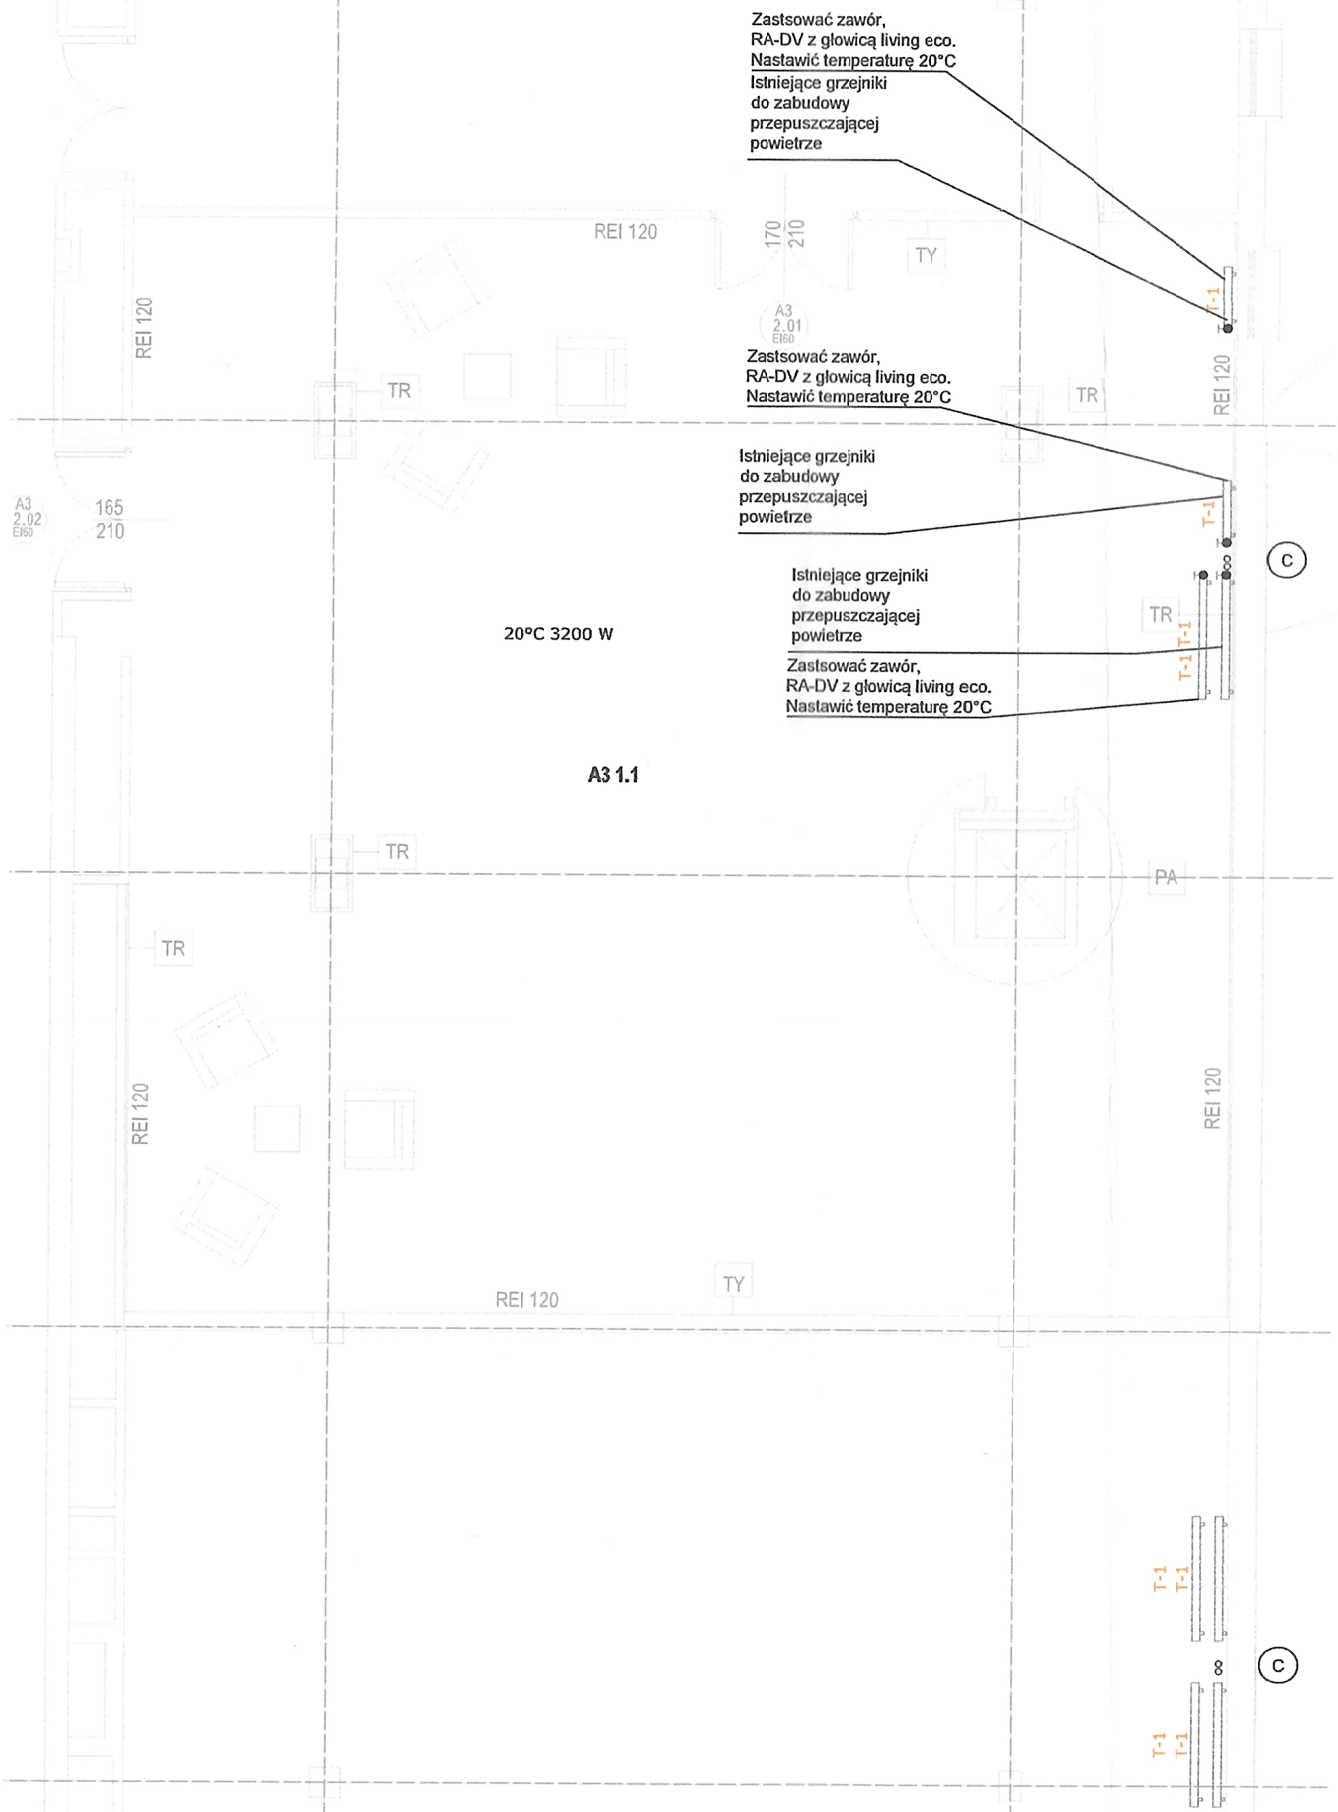 Zastsować zawór,
RA-DV z głowicą living eco.
Nastawić temperaturę 20°C
Istniejące grzejniki
do zabudowy
przepuszczającej
powietrze
REI 120
170
210
TY
REI 120
T-1
A3
2.01
EI60
Zastsować zawór,
RA-DV z głowicą living eco.
Nastawić temperaturę 20°C
TR
TR
REI 120
Istniejące grzejniki
do zabudowy
przepuszczającej
powietrze
T-1
A3
2.02
EI60
165
210
C
Istniejące grzejniki
do zabudowy
przepuszczającej
powietrze
TR
T-1
T-1
20°C 3200 W
Zastsować zawór,
RA-DV z głowicą living eco.
Nastawić temperaturę 20°C
A3 1.1
TR
PA
TR
REI 120
REI 120
TY
REI 120
T-1
T-1
C
T-1
T-1